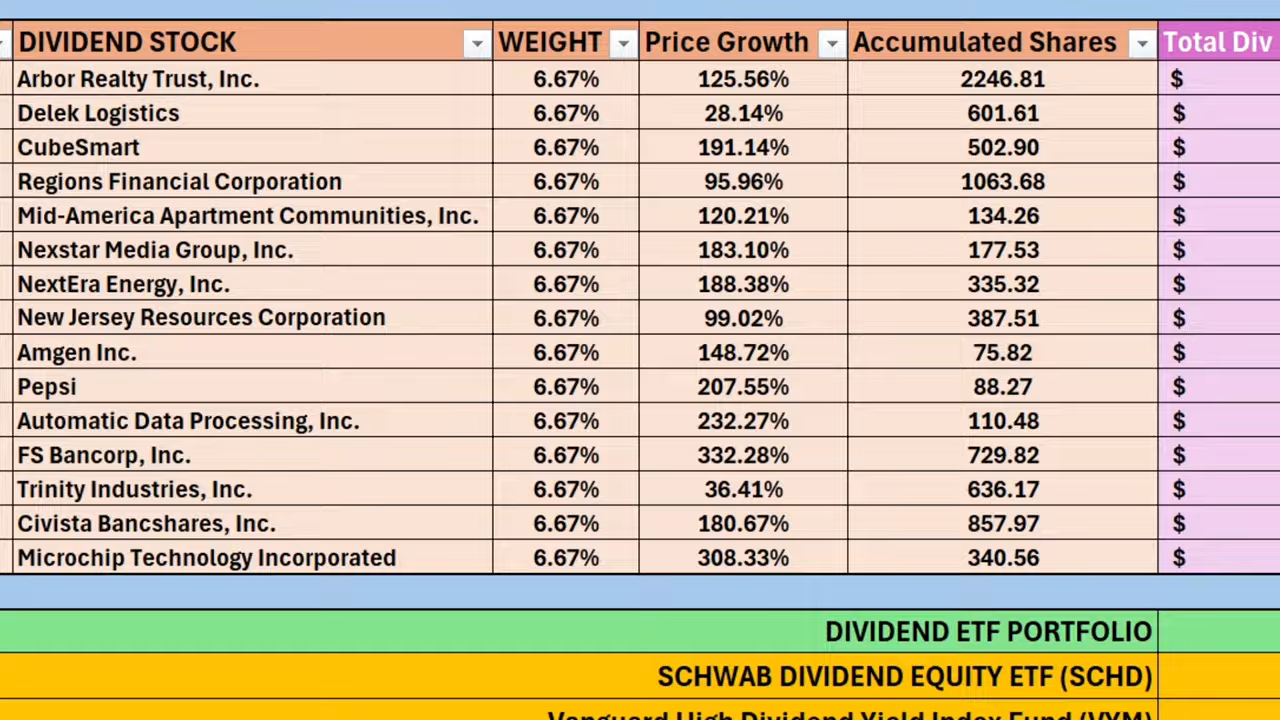 DIVIDEND STOCK WEIGHT Price Growth Accumulated Shares Total Div
Arbor Realty Trust, Inc. 6.67% 125.56% 2246.81 $
Delek Logistics 6.67% 28.14% 601.61 $
CubeSmart 6.67% 191.14% 502.90 $
Regions Financial Corporation 6.67% 95.96% 1063.68 $
Mid-America Apartment Communities, Inc. 6.67% 120.21% 134.26 $
Nexstar Media Group, Inc. 6.67% 183.10% 177.53 $
NextEra Energy, Inc. 6.67% 188.38% 335.32 $
New Jersey Resources Corporation 6.67% 99.02% 387.51 $
Amgen Inc. 6.67% 148.72% 75.82 $
Pepsi 6.67% 207.55% 88.27 $
Automatic Data Processing, Inc. 6.67% 232.27% 110.48 $
FS Bancorp, Inc. 6.67% 332.28% 729.82 $
Trinity Industries, Inc. 6.67% 36.41% 636.17 $
Civista Bancshares, Inc. 6.67% 180.67% 857.97 $
Microchip Technology Incorporated 6.67% 308.33% 340.56 $
DIVIDEND ETF PORTFOLIO
SCHWAB DIVIDEND EQUITY ETF (SCHD)
Vanguard High Dividend Yield Index Fund (VYM)